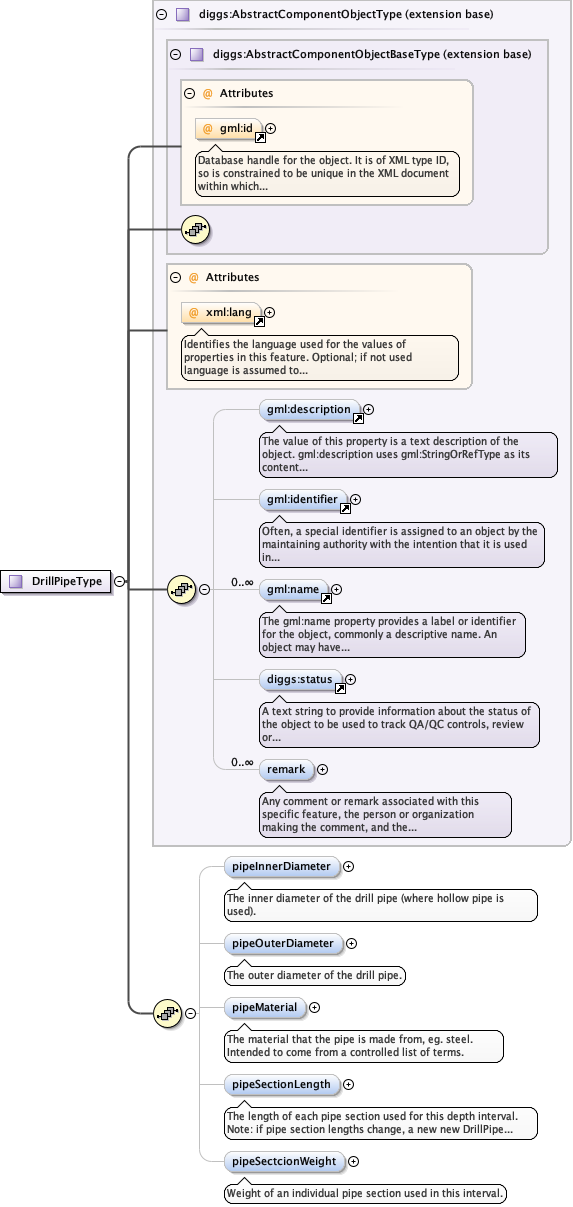 diggs:AbstractComponentObjectType (extension base)
diggs:AbstractComponentObjectBaseType (extension base)
@ Attributes
@ gml:id
Database handle for the object. It is of XML type ID,
so is constrained to be unique in the XML document
within which...
@ Attributes
@ xml:lang
Identifies the language used for the values of
properties in this feature. Optional; if not used
language is assumed to...
gml:description
The value of this property is a text description of the
object. gml:description uses gml:StringOrRefType as its
content...
gml:identifier
Often, a special identifier is assigned to an object by the
maintaining authority with the intention that it is used
in...
DrillPipeType
0..∞
gml:name
The gml:name property provides a label or identifier
for the object, commonly a descriptive name. An
object may have...
diggs:status
A text string to provide information about the status of
the object to be used to track QA/QC controls, review
or...
0..∞
remark
Any comment or remark associated with this
specific feature, the person or organization
making the comment, and the...
pipeInnerDiameter
The inner diameter of the drill pipe (where hollow pipe is
used).
pipeOuterDiameter
The outer diameter of the drill pipe.
pipeMaterial
The material that the pipe is made from, eg. steel.
Intended to come from a controlled list of terms.
pipeSectionLength
The length of each pipe section used for this depth interval.
Note: if pipe section lengths change, a new new DrillPipe...
pipeSectcionWeight
Weight of an individual pipe section used in this interval.